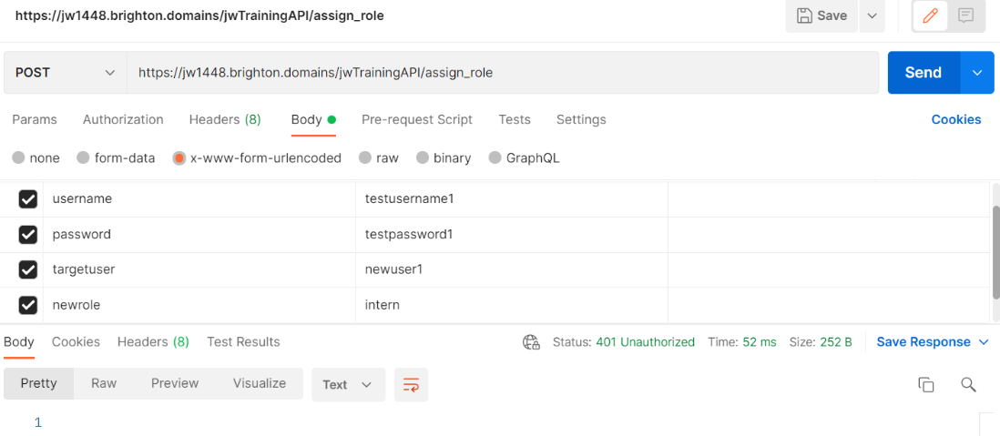 https://jw1448.brighton.domains/jwTrainingAPI/assign_role Save
POST https://jw1448.brighton.domains/jwTrainingAPI/assign_role Send
Params Authorization Headers (8) Body Pre-request Script Tests Settings Cookies
none form-data x-www-form-urlencoded raw binary GraphQL
username testusername1
password testpassword1
targetuser newuser1
newrole intern
Body Cookies Headers (8) Test Results Status: 401 Unauthorized Time: 52 ms Size: 252 B Save Response
Pretty Raw Preview Visualize Text
1